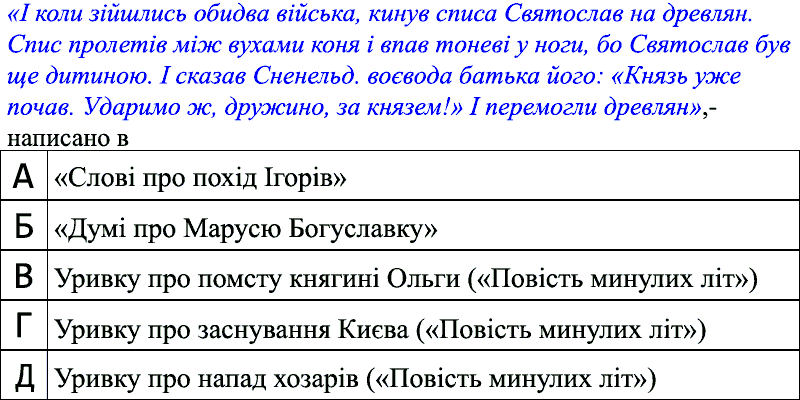 «І коли зійшлись обидва війська, кинув списа Святослав на древлян.
Спис пролетів між вухами коня і впав тоневі у ноги, бо Святослав був
ще дитиною. І сказав Сненельд. воєвода батька його: «Князь уже
почав. Ударимо ж, дружино, за князем!» І перемогли древлян»,-
написано в
А «Слові про похід Ігорів»
Б «Думі про Марусю Богуславку»
В Уривку про помсту княгині Ольги («Повість минулих літ»)
Г Уривку про заснування Києва («Повість минулих літ»)
Д Уривку про напад хозарів («Повість минулих літ»)